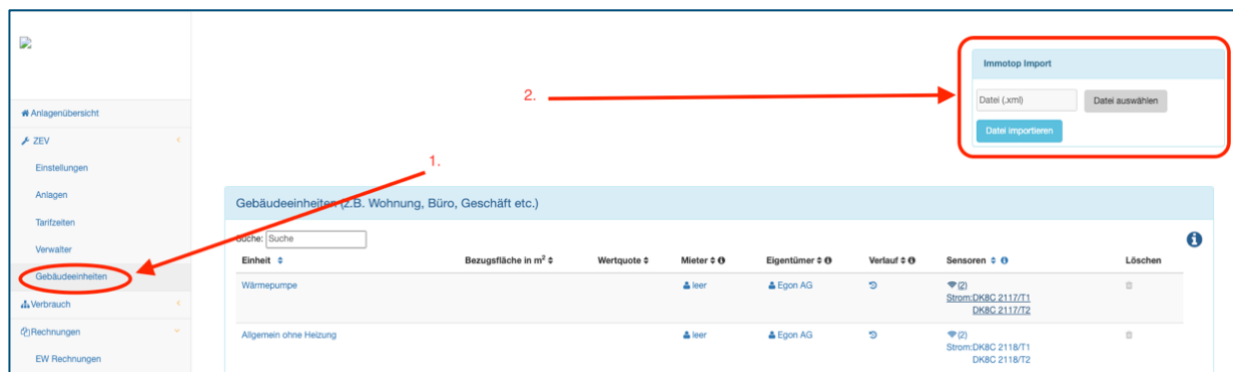 Immotop Import
2.
Datei (.xml)
Datei auswählen
Datei importieren
Anlagenübersicht
ZEV
Einstellungen
Anlagen
Tarifzeiten
Verwalter
Gebäudeeinheiten
Verbrauch
Rechnungen
EW Rechnungen
1.
Gebäudeeinheiten (z.B. Wohnung, Büro, Geschäft etc.)
Suche: Suche
Einheit Bezugsfläche in m² Wertquote Mieter Eigentümer Verlauf Sensoren Löschen
Wärmepumpe leer Egon AG (2)
Strom:DK8C 2117/T1
DK8C 2117/T2
Allgemein ohne Heizung leer Egon AG (2)
Strom:DK8C 2118/T1
DK8C 2118/T2